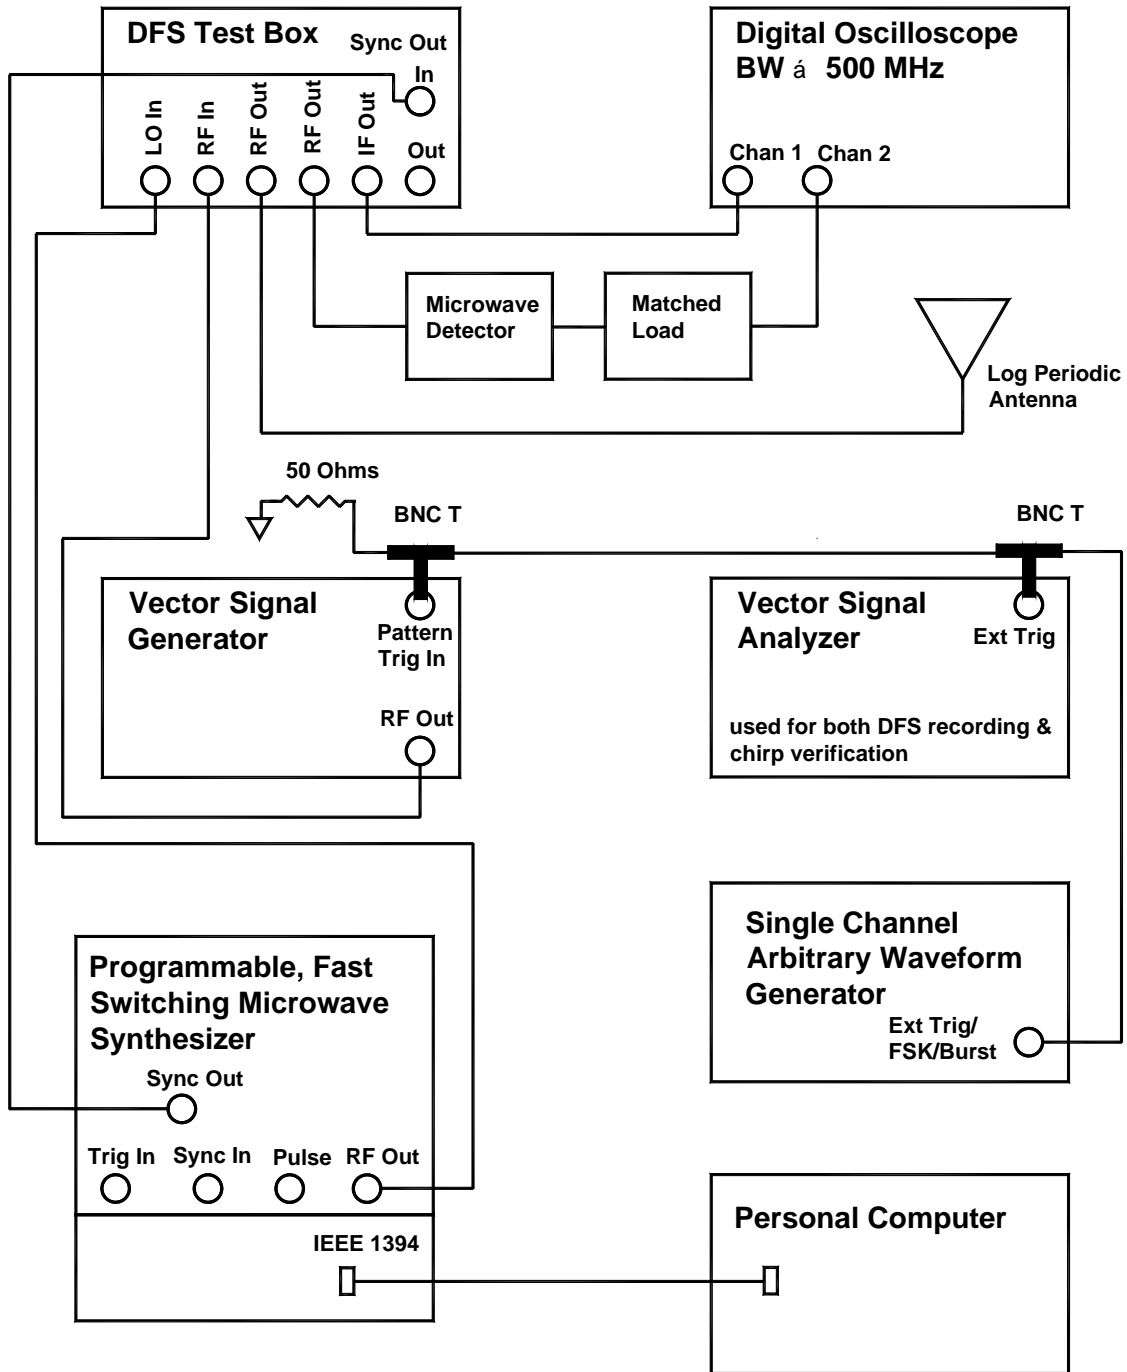 DFS Test Box
Sync Out
In
LO In
RF In
RF Out
RF Out
IF Out
Out
Digital Oscilloscope
BW á 500 MHz
Chan 1
Chan 2
Microwave
Detector
Matched
Load
Log Periodic
Antenna
50 Ohms
BNC T
BNC T
Vector Signal
Generator
Pattern
Trig In
RF Out
Vector Signal
Analyzer
Ext Trig
used for both DFS recording &
chirp verification
Programmable, Fast
Switching Microwave
Synthesizer
Sync Out
Trig In
Sync In
Pulse
RF Out
IEEE 1394
Single Channel
Arbitrary Waveform
Generator
Ext Trig/
FSK/Burst
Personal Computer